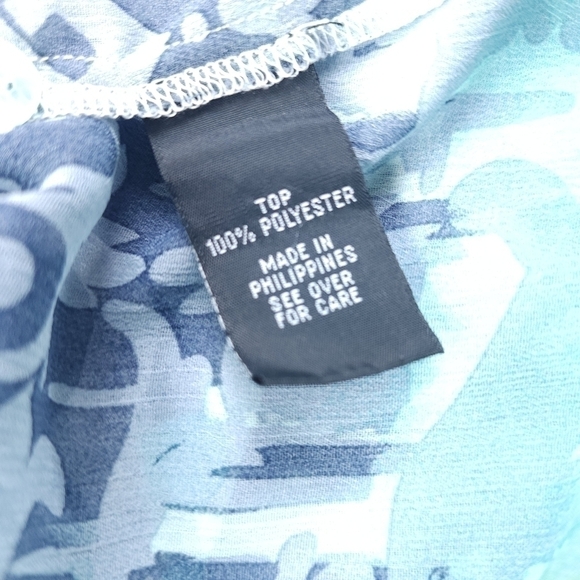 TOP
100% POLYESTER
MADE IN
PHILIPPINES
SEE OVER
FOR CARE